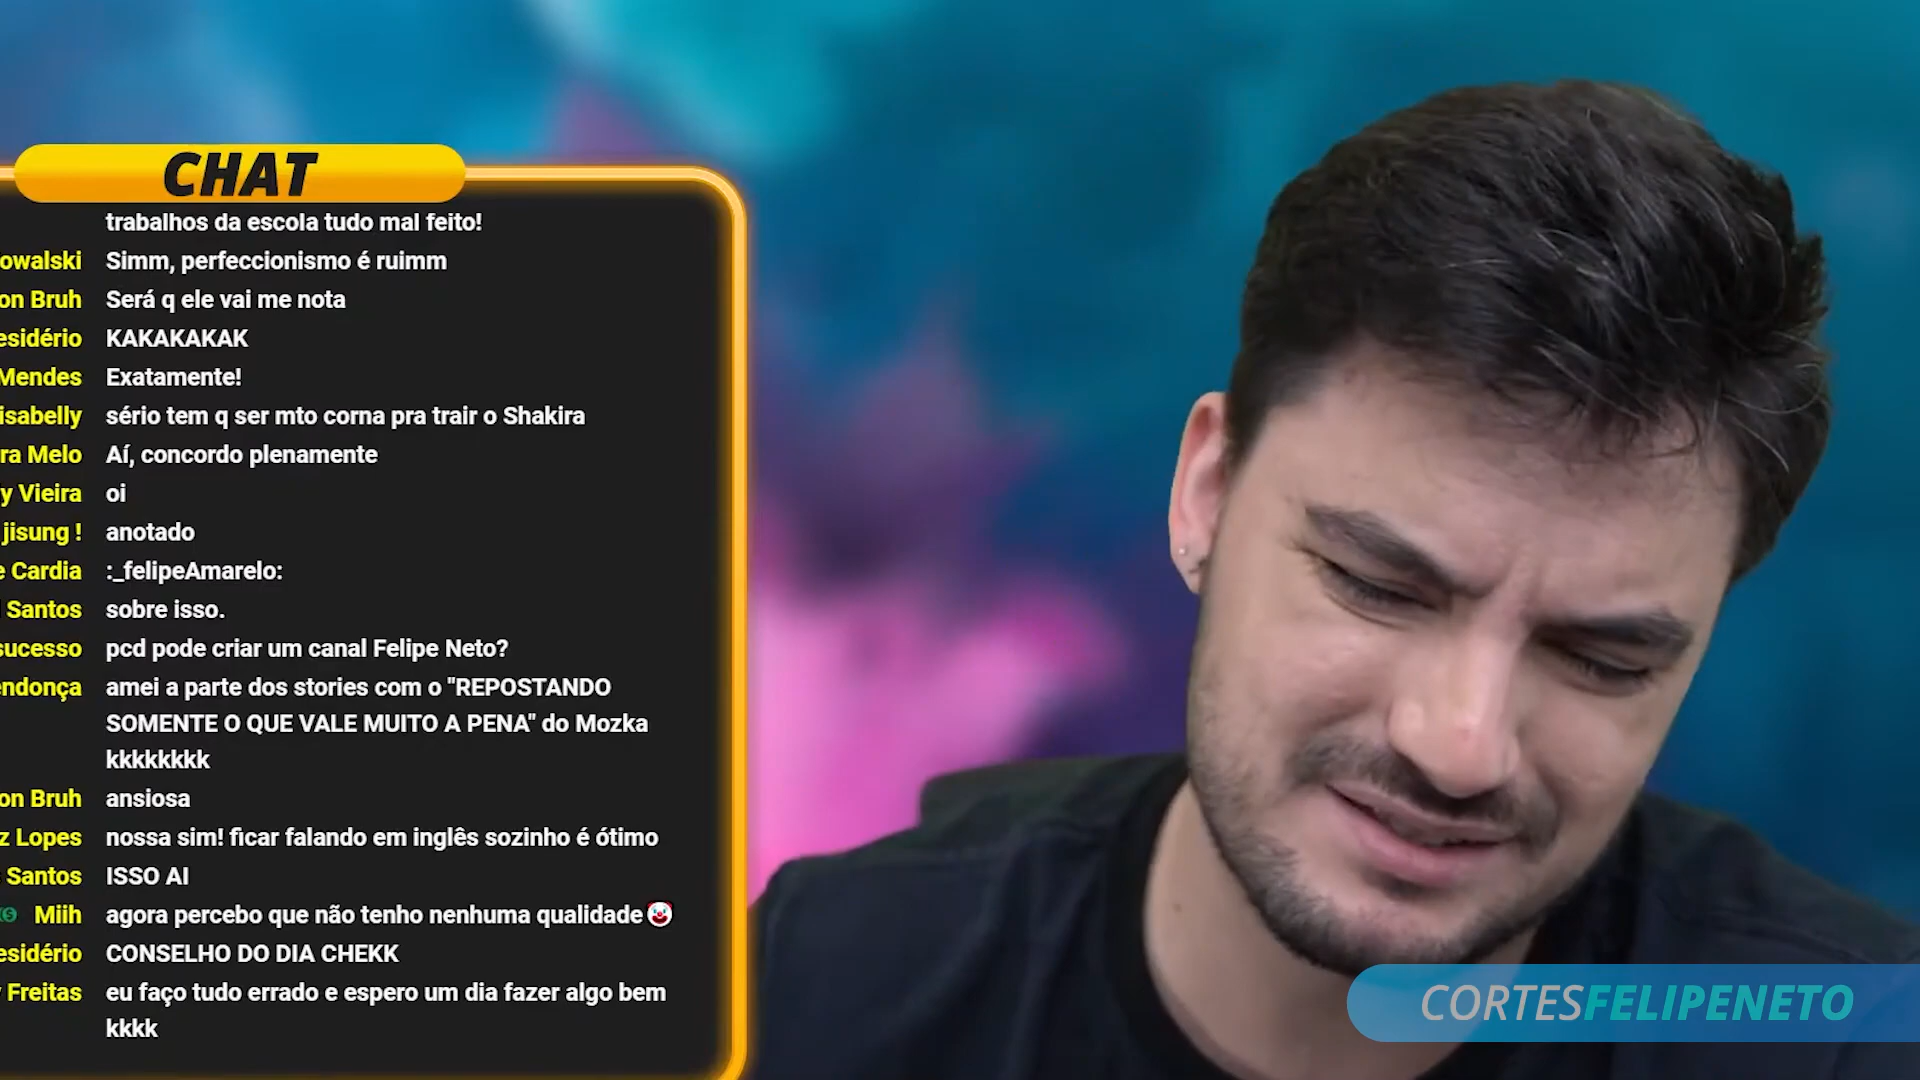 CHAT
trabalhos da escola tudo mal feito!
owalski Simm, perfeccionismo é ruimm
on Bruh Será q ele vai me nota
esidério KAKAKAKAK
Mendes Exatamente!
isabelly sério tem q ser mto corna pra trair o Shakira
ra Melo Aí, concordo plenamente
y Vieira oi
jisung ! anotado
e Cardia :_felipeAmarelo:
Santos sobre isso.
sucesso pcd pode criar um canal Felipe Neto?
endonça amei a parte dos stories com o "REPOSTANDO
SOMENTE O QUE VALE MUITO A PENA" do Mozka
kkkkkkkk
on Bruh ansiosa
z Lopes nossa sim! ficar falando em inglês sozinho é ótimo
Santos ISSO AI
Miih agora percebo que não tenho nenhuma qualidade🤡
esidério CONSELHO DO DIA CHEKK
Freitas eu faço tudo errado e espero um dia fazer algo bem
kkkk
CORTESFELIPENETO